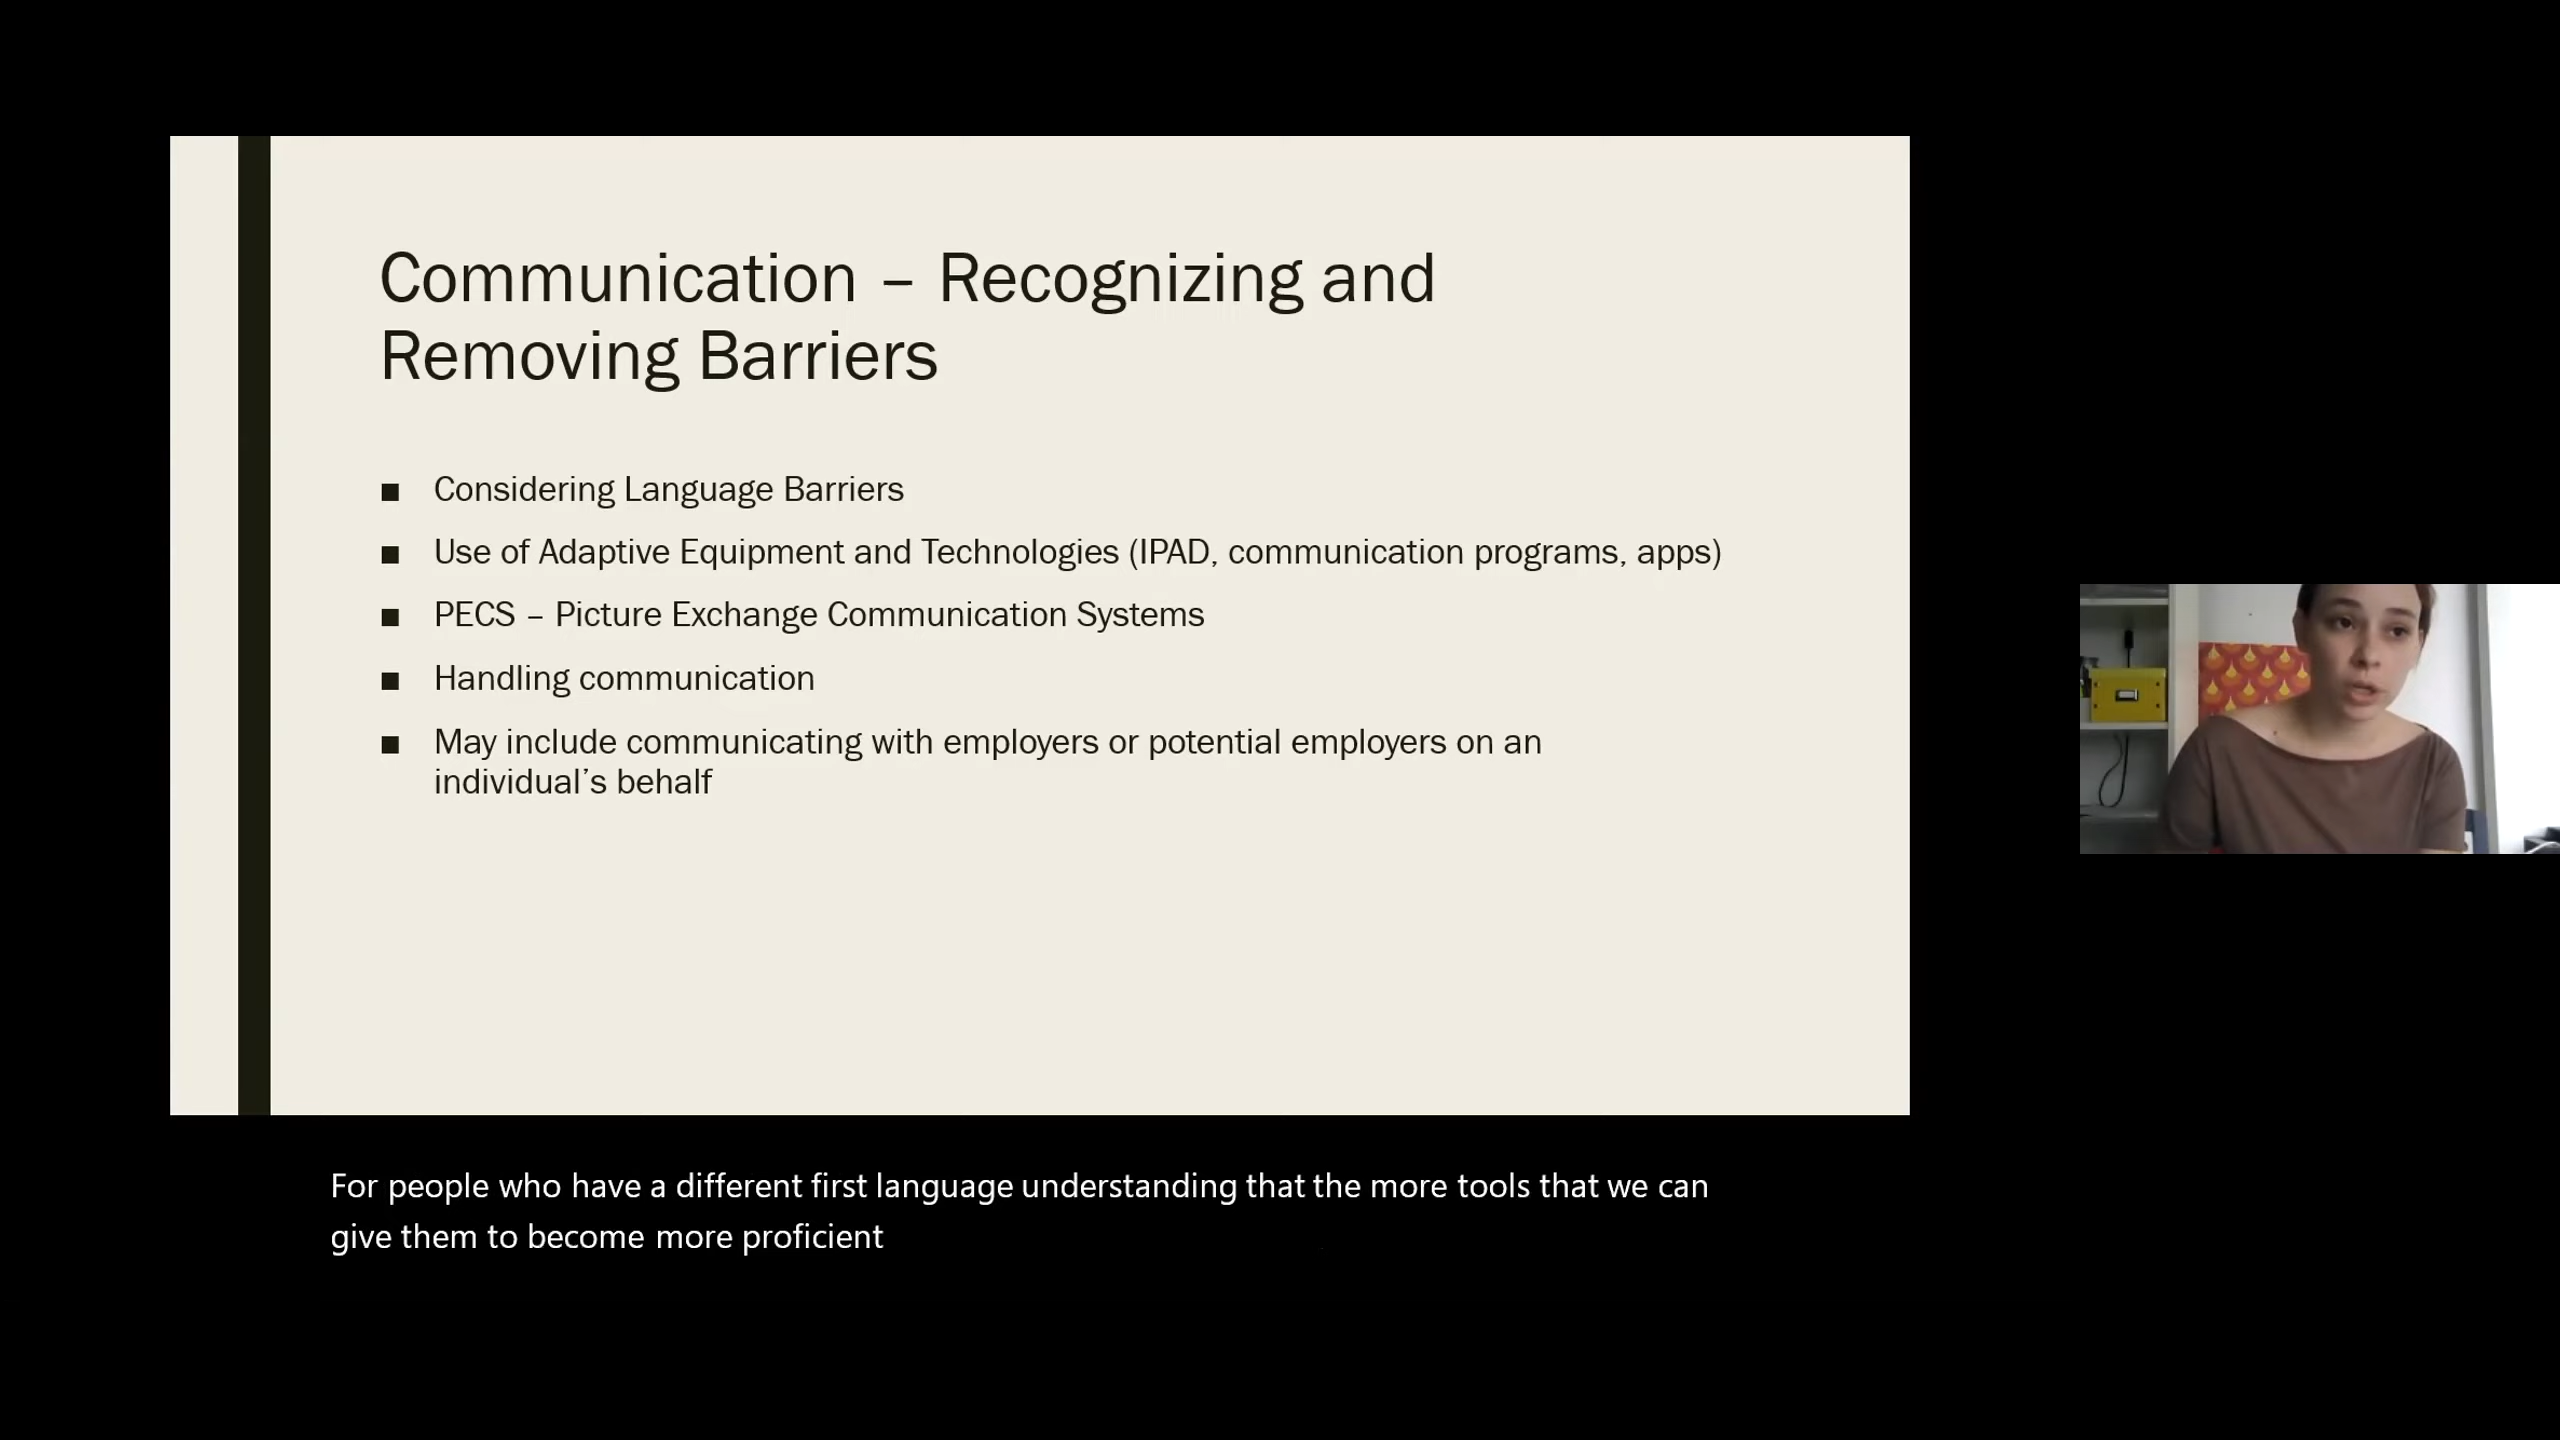 Communication – Recognizing and
Removing Barriers
■ Considering Language Barriers
■ Use of Adaptive Equipment and Technologies (IPAD, communication programs, apps)
■ PECS – Picture Exchange Communication Systems
■ Handling communication
■ May include communicating with employers or potential employers on an
individual’s behalf
For people who have a different first language understanding that the more tools that we can
give them to become more proficient